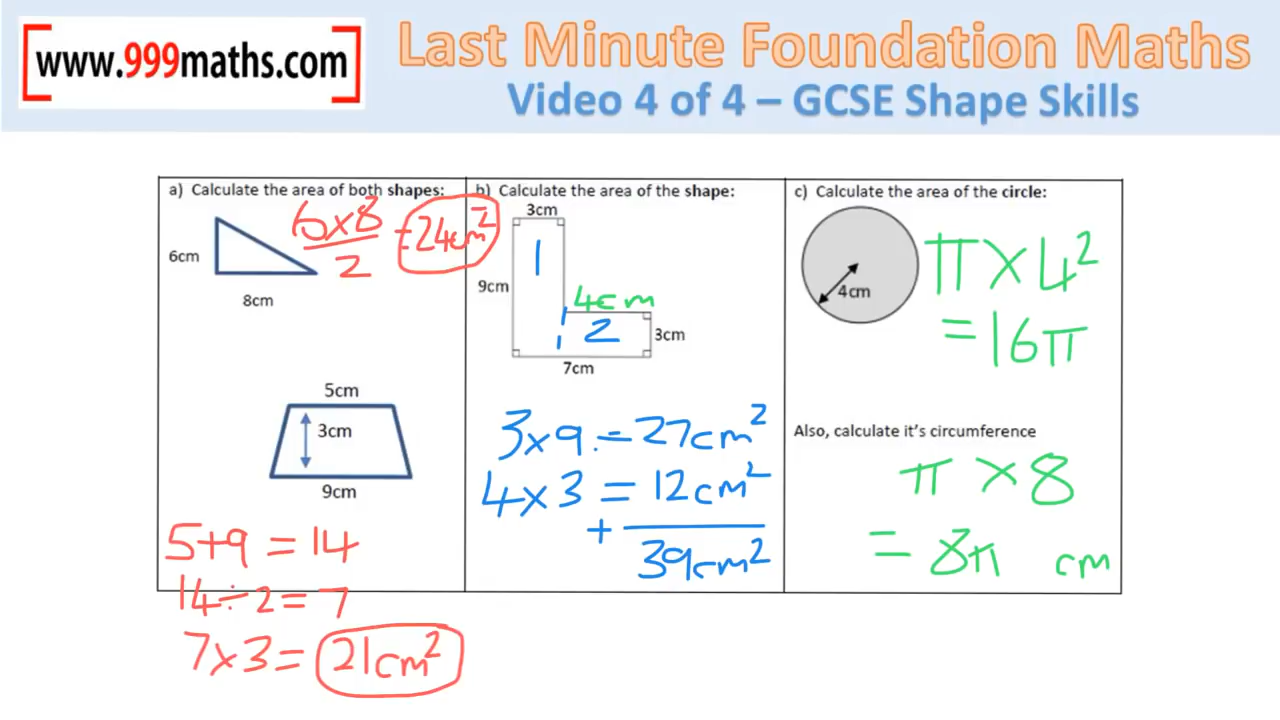 www.999maths.com
Last Minute Foundation Maths
Video 4 of 4 – GCSE Shape Skills
a) Calculate the area of both shapes:
6cm
8cm
6x8
2
=24cm²
5cm
3cm
9cm
5+9 = 14
14÷2= 7
7x3= 21cm²
b) Calculate the area of the shape:
3cm
1
9cm
4cm
2
3cm
7cm
3x9 = 27cm²
4x3 = 12cm²
+
39cm²
c) Calculate the area of the circle:
4cm
π x 4²
= 16π
Also, calculate it’s circumference
π x 8
= 8π cm